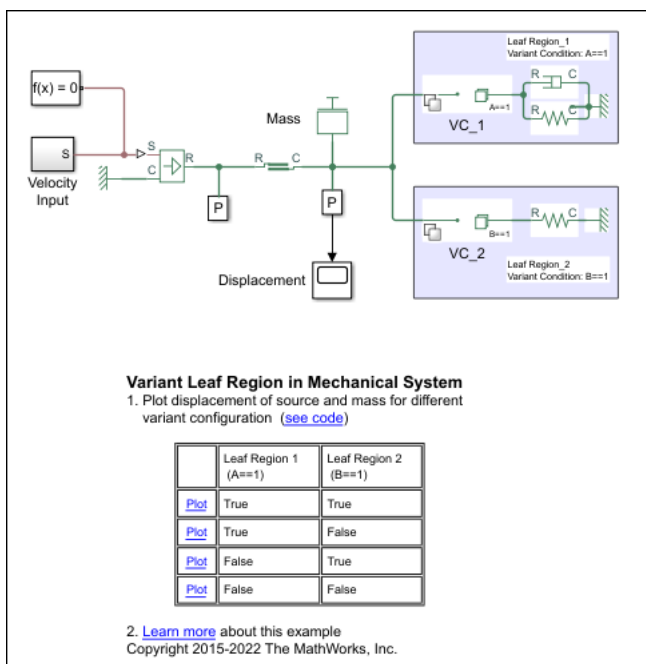 Leaf Region_1
Variant Condition: A==1
f(x) = 0
R C
Mass
A==1
R C
VC_1
S
S
R
C
R C
Velocity
Input
P
P
R C
B==1
VC_2
Displacement
Leaf Region_2
Variant Condition: B==1
Variant Leaf Region in Mechanical System
1. Plot displacement of source and mass for different
variant configuration (see code)
Leaf Region 1 Leaf Region 2
(A==1) (B==1)
Plot True True
Plot True False
Plot False True
Plot False False
2. Learn more about this example
Copyright 2015-2022 The MathWorks, Inc.